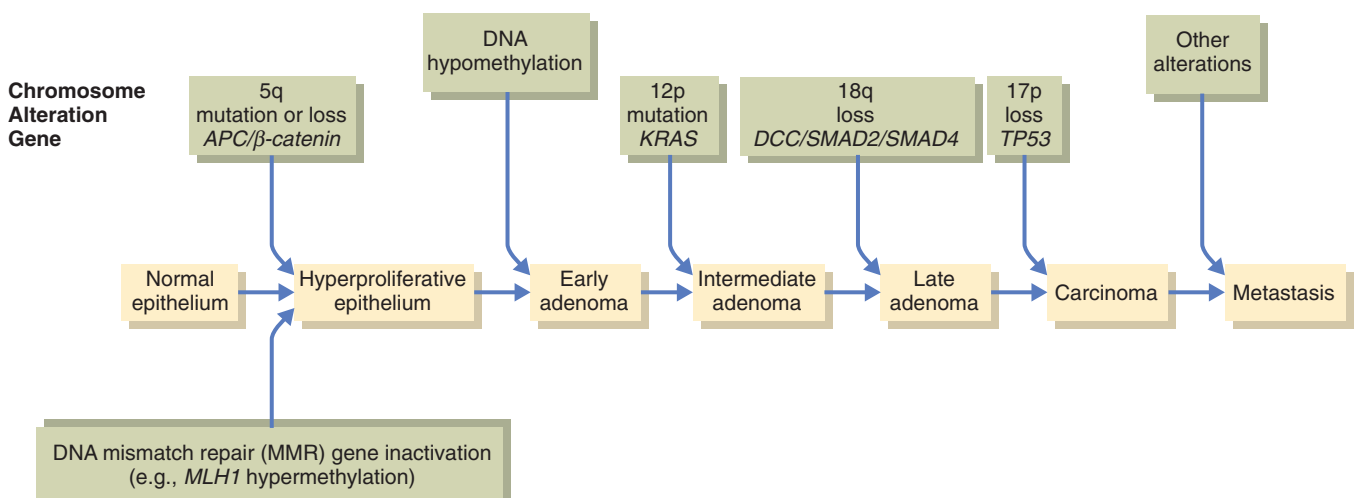 DNA
hypomethylation
Other
alterations
Chromosome
Alteration
Gene
5q
mutation or loss
APC/β-catenin
12p
mutation
KRAS
18q
loss
DCC/SMAD2/SMAD4
17p
loss
TP53
Normal
epithelium
Hyperproliferative
epithelium
Early
adenoma
Intermediate
adenoma
Late
adenoma
Carcinoma
Metastasis
DNA mismatch repair (MMR) gene inactivation
(e.g., MLH1 hypermethylation)